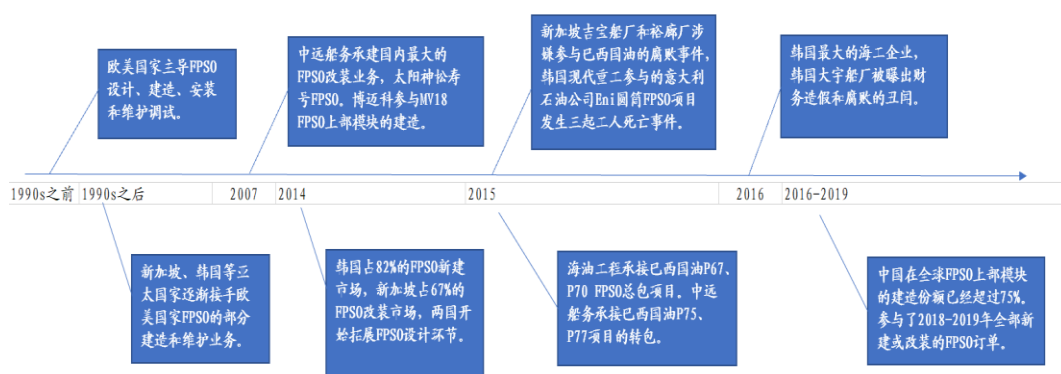 欧美国家主导FPSO
设计、建造、安装
和维护调试。
中远船务承建国内最大的
FPSO改装业务，太阳神松寿
号FPSO。博迈科参与MV18
FPSO上部模块的建造。
新加坡吉宝船厂和裕廊厂涉
嫌参与巴西国油的腐败事件，
韩国现代重工参与的意大利
石油公司Eni圆筒FPSO项目
发生三起工人死亡事件。
韩国最大的海工企业，
韩国大宇船厂被曝出财
务造假和腐败的丑闻。
1990s之前 1990s之后 2007 2014 2015 2016 2016-2019
新加坡、韩国等亚
太国家逐渐接手欧
美国家FPSO的部分
建造和维护业务。
韩国占82%的FPSO新建
市场，新加坡占67%的
FPSO改装市场，两国开
始拓展FPSO设计环节。
海油工程承接巴西国油P67、
P70 FPSO总包项目。中远
船务承接巴西国油P75、
P77项目的转包。
中国在全球FPSO上部模块
的建造份额已经超过75%。
参与了2018-2019年全部新
建或改装的FPSO订单。